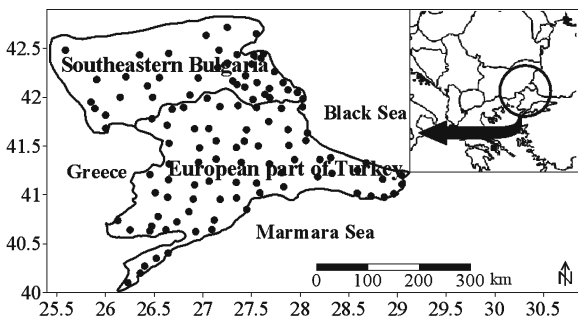 42.5
Southeastern Bulgaria
42
Black Sea
41.5
Greece
European part of Turkey
41
Marmara Sea
40.5
0 100 200 300 km
N
40
25.5 26 26.5 27 27.5 28 28.5 29 29.5 30 30.5